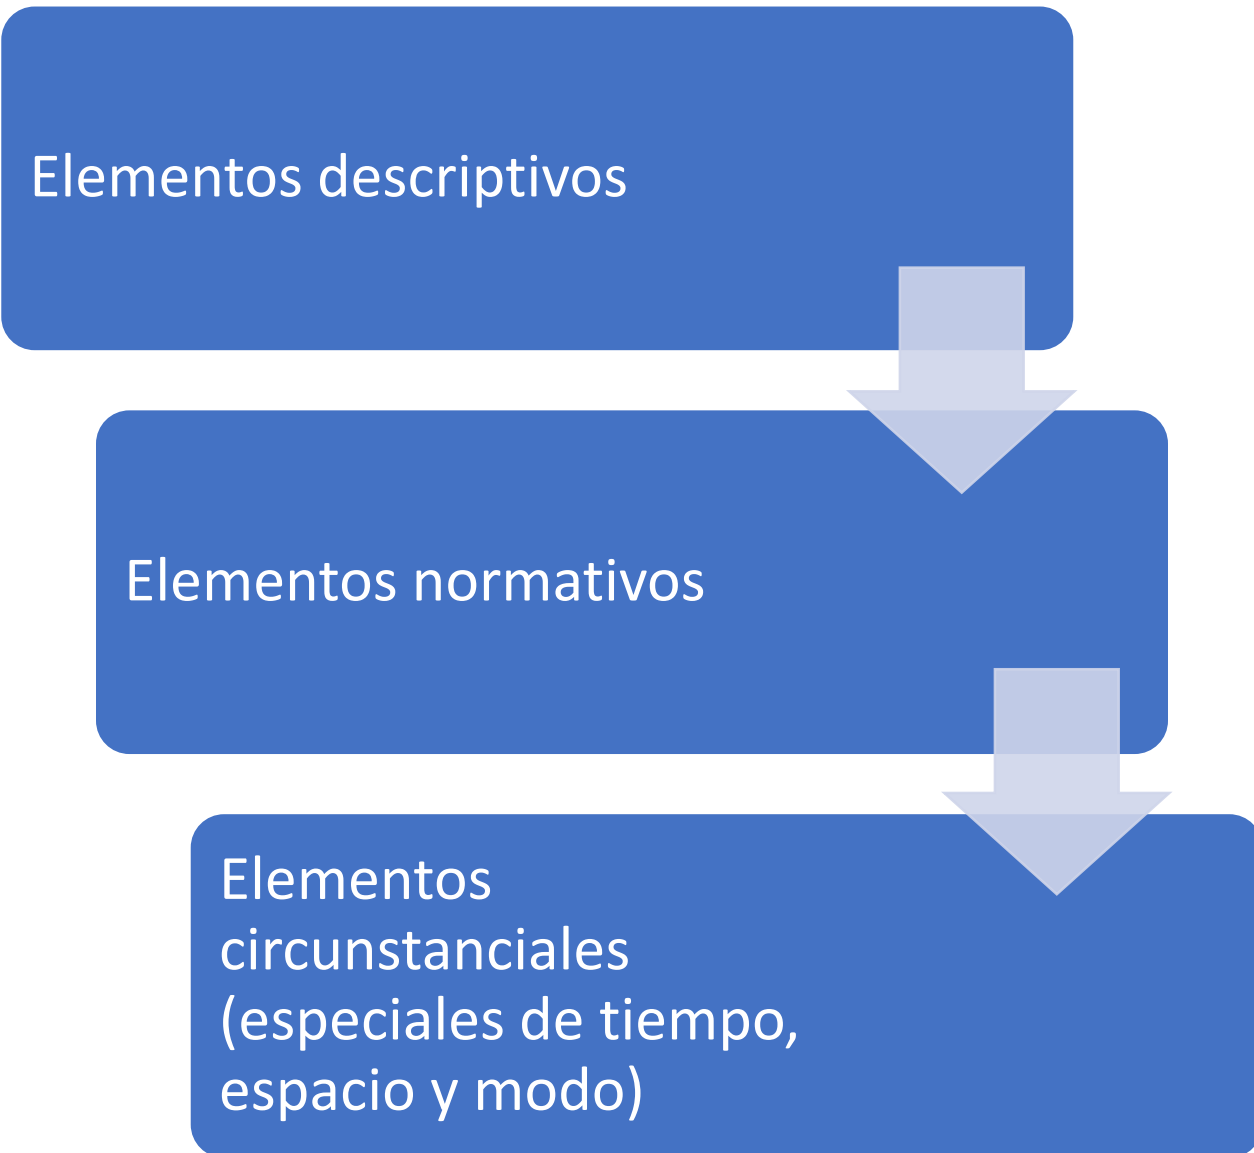 Elementos descriptivos
Elementos normativos
Elementos
circunstanciales
(especiales de tiempo,
espacio y modo)